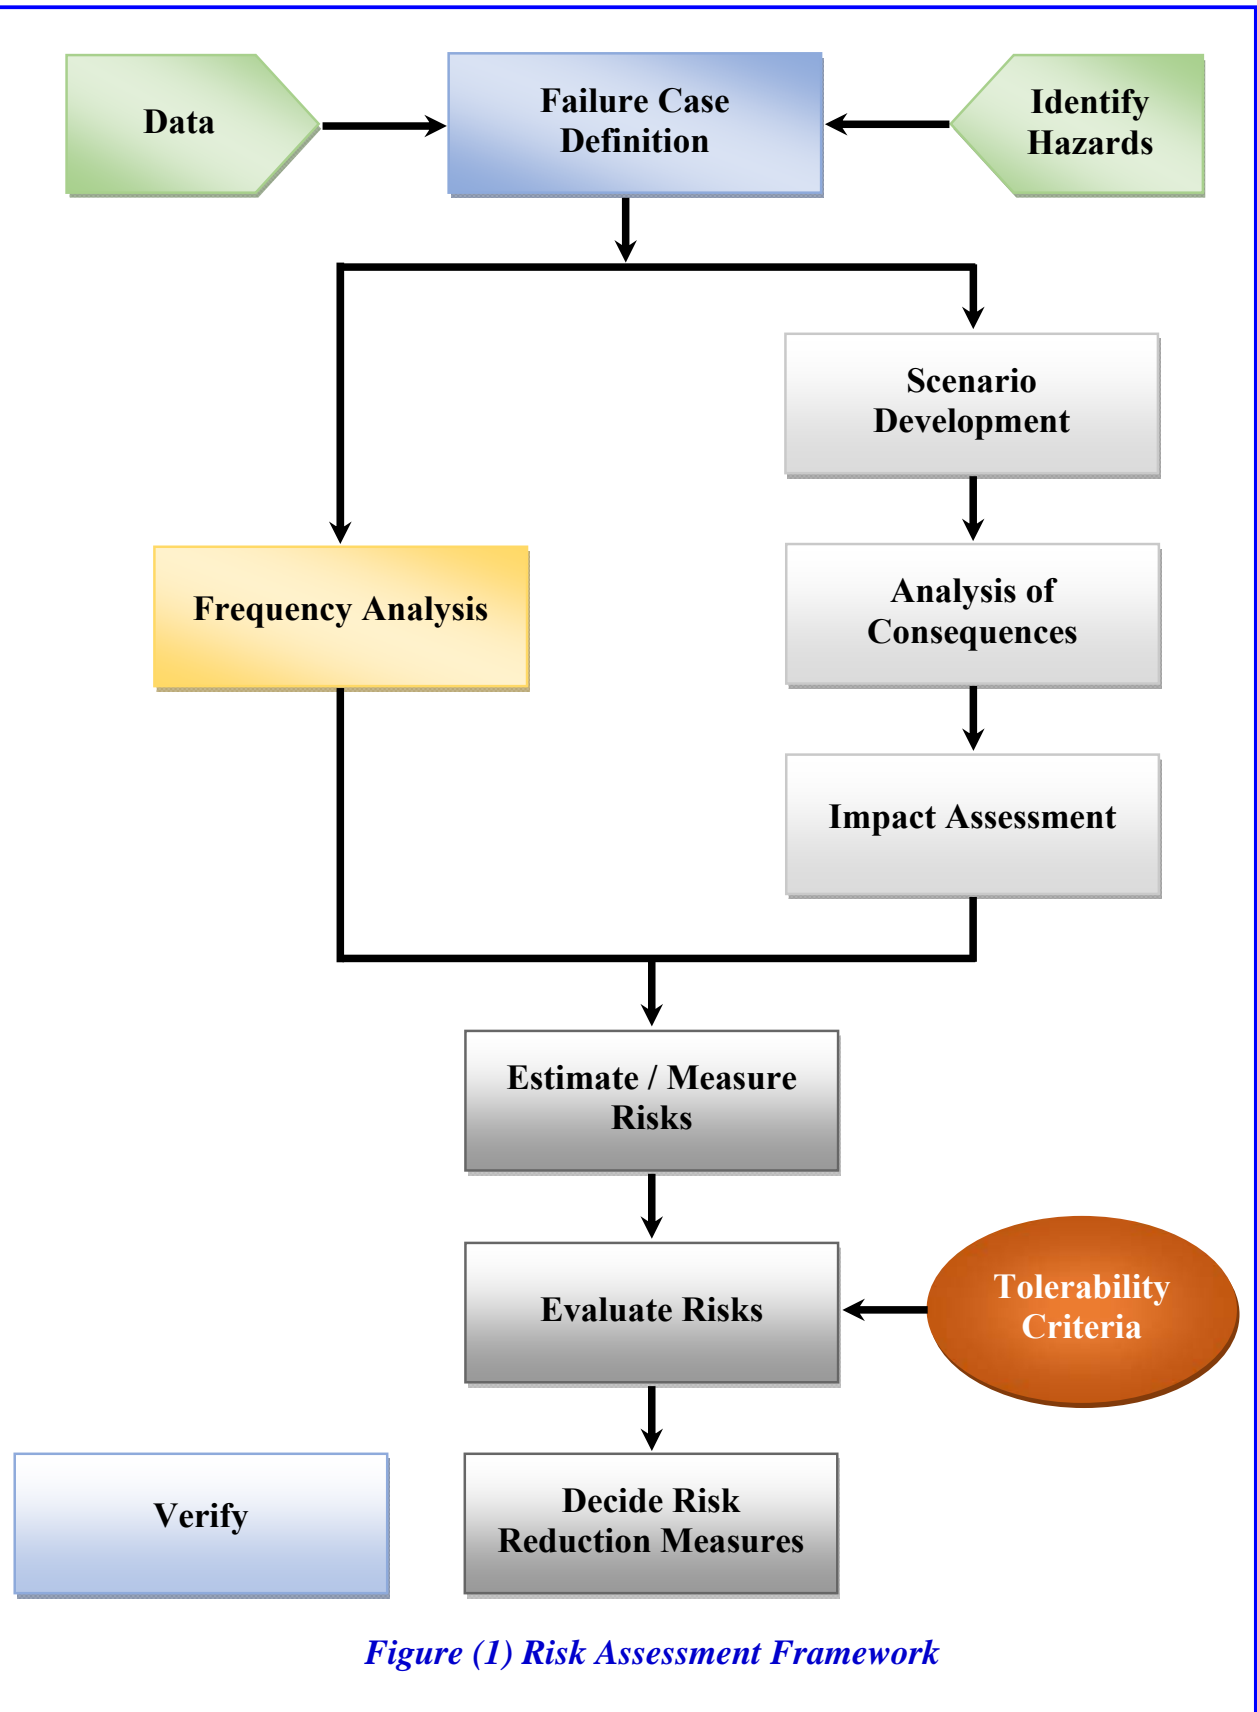 Data
Failure Case
Definition
Identify
Hazards
Scenario
Development
Frequency Analysis
Analysis of
Consequences
Impact Assessment
Estimate / Measure
Risks
Evaluate Risks
Tolerability
Criteria
Verify
Decide Risk
Reduction Measures
Figure (1) Risk Assessment Framework